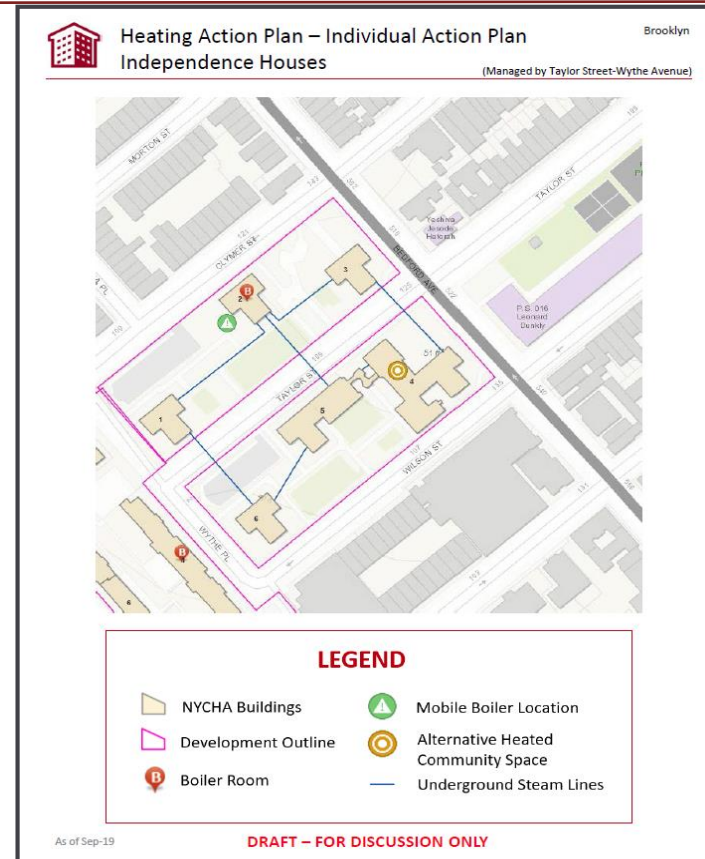 Heating Action Plan – Individual Action Plan
Brooklyn
Independence Houses
(Managed by Taylor Street-Wythe Avenue)
MORTON ST
TAYLOR ST
CLYMER ST
BEDFORD AVE
P.S. 016
Leonard
Dunkly
3
B
2
TAYLOR ST
4
5
1
WILSON ST
6
WYTHE PL
B
6
LEGEND
NYCHA Buildings
Mobile Boiler Location
Development Outline
Alternative Heated
Community Space
B
Boiler Room
Underground Steam Lines
As of Sep-19
DRAFT – FOR DISCUSSION ONLY